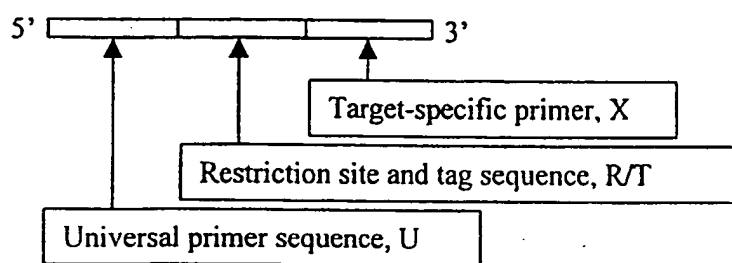 5' 3'
Target-specific primer, X
Restriction site and tag sequence, R/T
Universal primer sequence, U